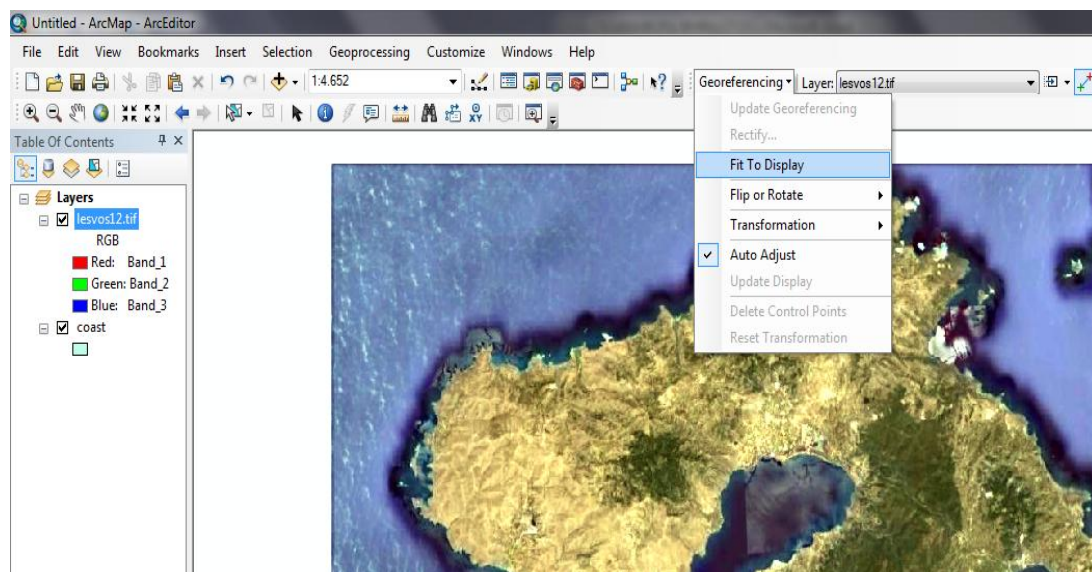 Untitled - ArcMap - ArcEditor
File Edit View Bookmarks Insert Selection Geoprocessing Customize Windows Help
1:4.652
Georeferencing Layer: lesvos12.tif
Table Of Contents
Layers
lesvos12.tif
RGB
Red: Band_1
Green: Band_2
Blue: Band_3
coast
Update Georeferencing
Rectify...
Fit To Display
Flip or Rotate
Transformation
Auto Adjust
Update Display
Delete Control Points
Reset Transformation